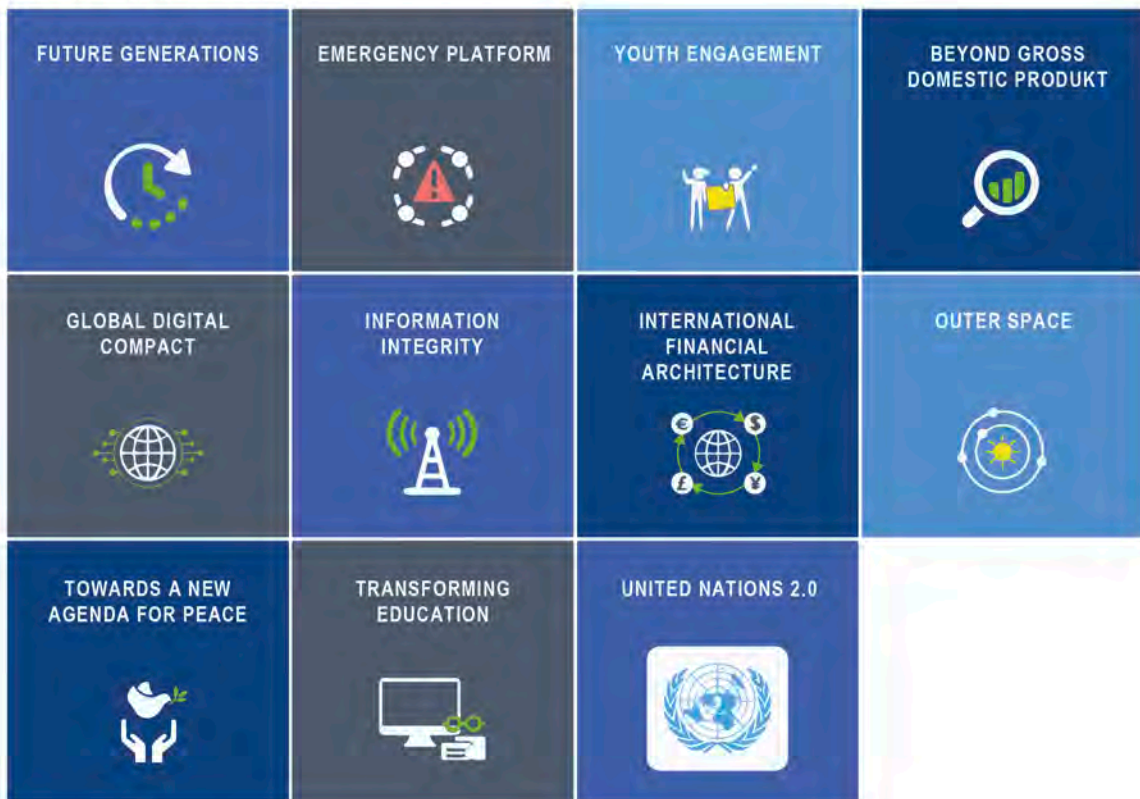 FUTURE GENERATIONS
EMERGENCY PLATFORM
YOUTH ENGAGEMENT
BEYOND GROSS
DOMESTIC PRODUKT
GLOBAL DIGITAL
COMPACT
INFORMATION
INTEGRITY
INTERNATIONAL
FINANCIAL
ARCHITECTURE
€ $
£ ¥
OUTER SPACE
TOWARDS A NEW
AGENDA FOR PEACE
TRANSFORMING
EDUCATION
UNITED NATIONS 2.0